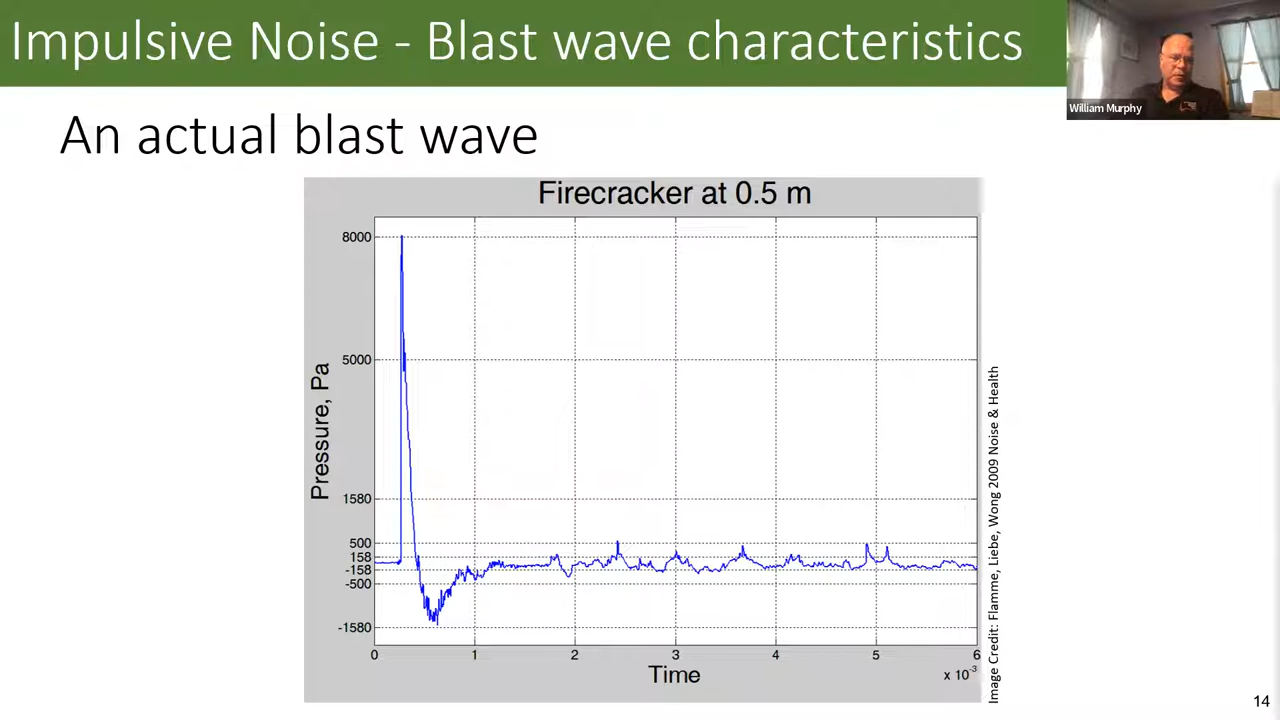 Impulsive Noise - Blast wave characteristics
William Murphy
An actual blast wave
Firecracker at 0.5 m
8000
5000
1580
500
158
-158
-500
-1580
Pressure, Pa
0 1 2 3 4 5 6
Time
x 10-3
Image Credit: Flamme, Liebe, Wong 2009 Noise & Health
14